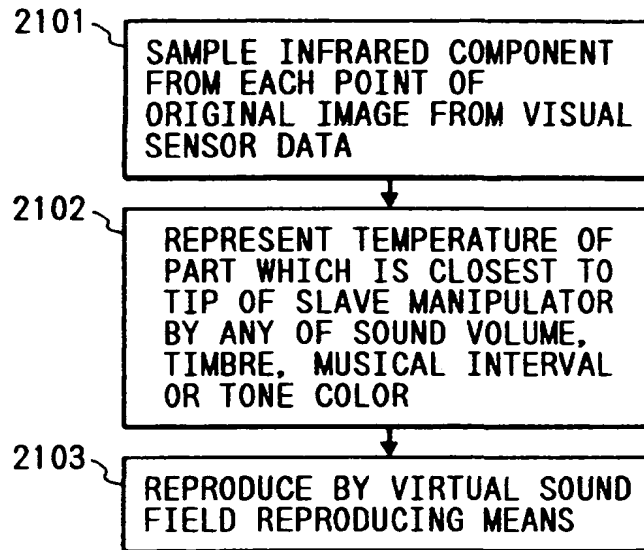 2101
SAMPLE INFRARED COMPONENT
FROM EACH POINT OF
ORIGINAL IMAGE FROM VISUAL
SENSOR DATA
2102
REPRESENT TEMPERATURE OF
PART WHICH IS CLOSEST TO
TIP OF SLAVE MANIPULATOR
BY ANY OF SOUND VOLUME,
TIMBRE, MUSICAL INTERVAL
OR TONE COLOR
2103
REPRODUCE BY VIRTUAL SOUND
FIELD REPRODUCING MEANS